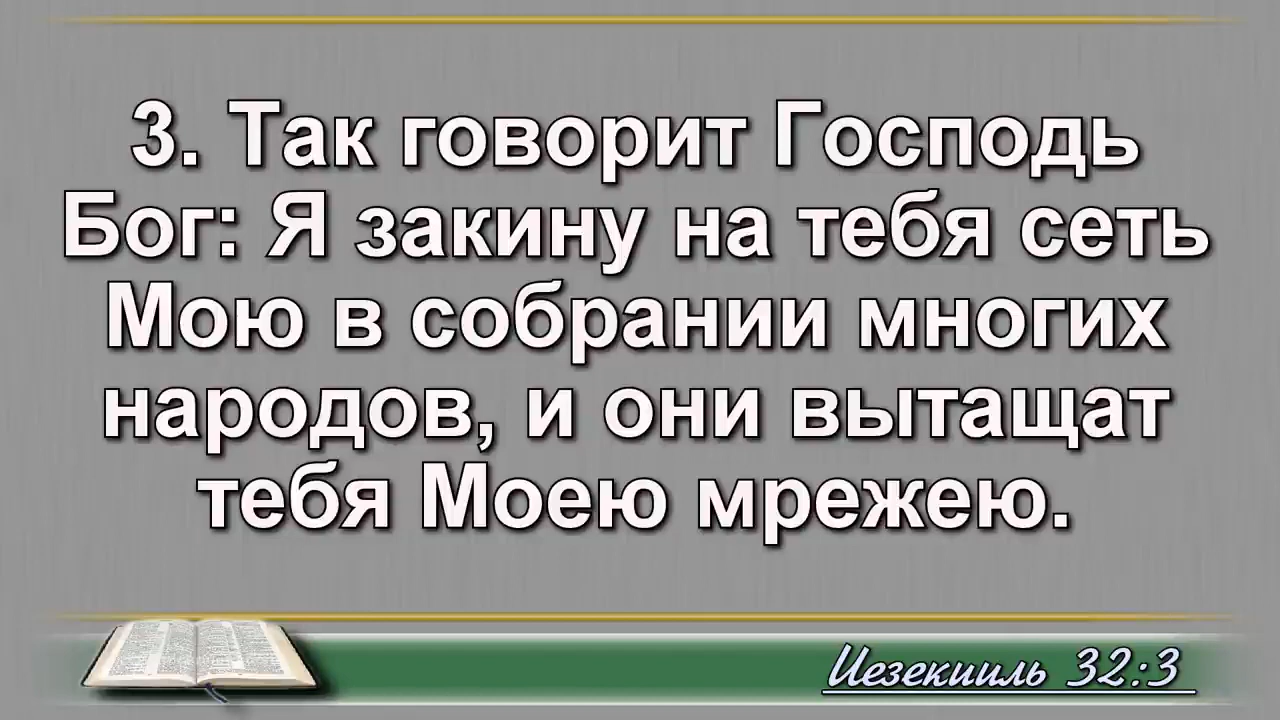 3. Так говорит Господь
Бог: Я закину на тебя сеть
Мою в собрании многих
народов, и они вытащат
тебя Моею мрежею.
Иезекииль 32:3